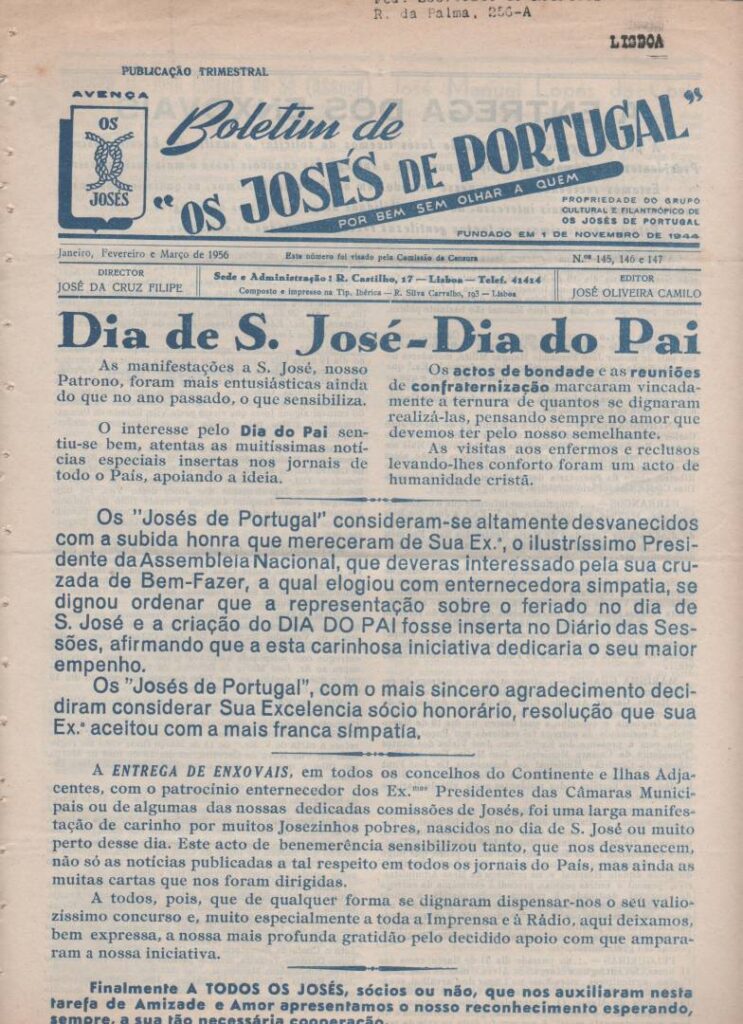 R. da Palma, 256-A
LISBOA
PUBLICAÇÃO TRIMESTRAL
AVENÇA
OS
JOSÉS
Boletim de
"OS JOSÉS DE PORTUGAL"
POR BEM SEM OLHAR A QUEM
PROPRIEDADE DO GRUPO
CULTURAL E FILANTRÓPICO DE
OS JOSÉS DE PORTUGAL
FUNDADO EM 1 DE NOVEMBRO DE 1944
Janeiro, Fevereiro e Março de 1956
Este número foi visado pela Comissão da Censura
N.os 145, 146 e 147
DIRECTOR
JOSÉ DA CRUZ FILIPE
Sede e Administração: R. Castilho, 17 — Lisboa — Telef. 41414
Composto e impresso na Tip. Ibérica — R. Silva Carvalho, 193 — Lisboa
EDITOR
JOSÉ OLIVEIRA CAMILO
Dia de S. José-Dia do Pai
As manifestações a S. José, nosso
Patrono, foram mais entusiásticas ainda
do que no ano passado, o que sensibiliza.
O interesse pelo Dia do Pai sen-
tiu-se bem, atentas as muitíssimas notí-
cias especiais insertas nos jornais de
todo o País, apoiando a ideia.
Os actos de bondade e as reuniões
de confraternização marcaram vincada-
mente a ternura de quantos se dignaram
realizá-las, pensando sempre no amor que
devemos ter pelo nosso semelhante.
As visitas aos enfermos e reclusos
levando-lhes conforto foram um acto de
humanidade cristã.
Os "Josés de Portugal" consideram-se altamente desvanecidos
com a subida honra que mereceram de Sua Ex.ª, o ilustríssimo Presi-
dente da Assembleia Nacional, que deveras interessado pela sua cru-
zada de Bem-Fazer, a qual elogiou com enternecedora simpatia, se
dignou ordenar que a representação sobre o feriado no dia de
S. José e a criação do DIA DO PAI fosse inserta no Diário das Ses-
sões, afirmando que a esta carinhosa iniciativa dedicaria o seu maior
empenho.
Os "Josés de Portugal", com o mais sincero agradecimento deci-
diram considerar Sua Excelencia sócio honorário, resolução que sua
Ex.ª aceitou com a mais franca simpatia.
A ENTREGA DE ENXOVAIS, em todos os concelhos do Continente e Ilhas Adja-
centes, com o patrocínio enternecedor dos Ex.mos Presidentes das Câmaras Munici-
pais ou de algumas das nossas dedicadas comissões de Josés, foi uma larga manifes-
tação de carinho por muitos Josezinhos pobres, nascidos no dia de S. José ou muito
perto desse dia. Este acto de benemerência sensibilizou tanto, que nos desvanecem,
não só as notícias publicadas a tal respeito em todos os jornais do País, mas ainda as
muitas cartas que nos foram dirigidas.
A todos, pois, que de qualquer forma se dignaram dispensar-nos o seu valio-
zíssimo concurso e, muito especialmente a toda a Imprensa e à Rádio, aqui deixamos,
bem expressa, a nossa mais profunda gratidão pelo decidido apoio com que ampara-
ram a nossa iniciativa.
Finalmente A TODOS OS JOSÉS, sócios ou não, que nos auxiliaram nesta
tarefa de Amizade e Amor apresentamos o nosso reconhecimento esperando,
sempre, a sua tão necessária cooperação.